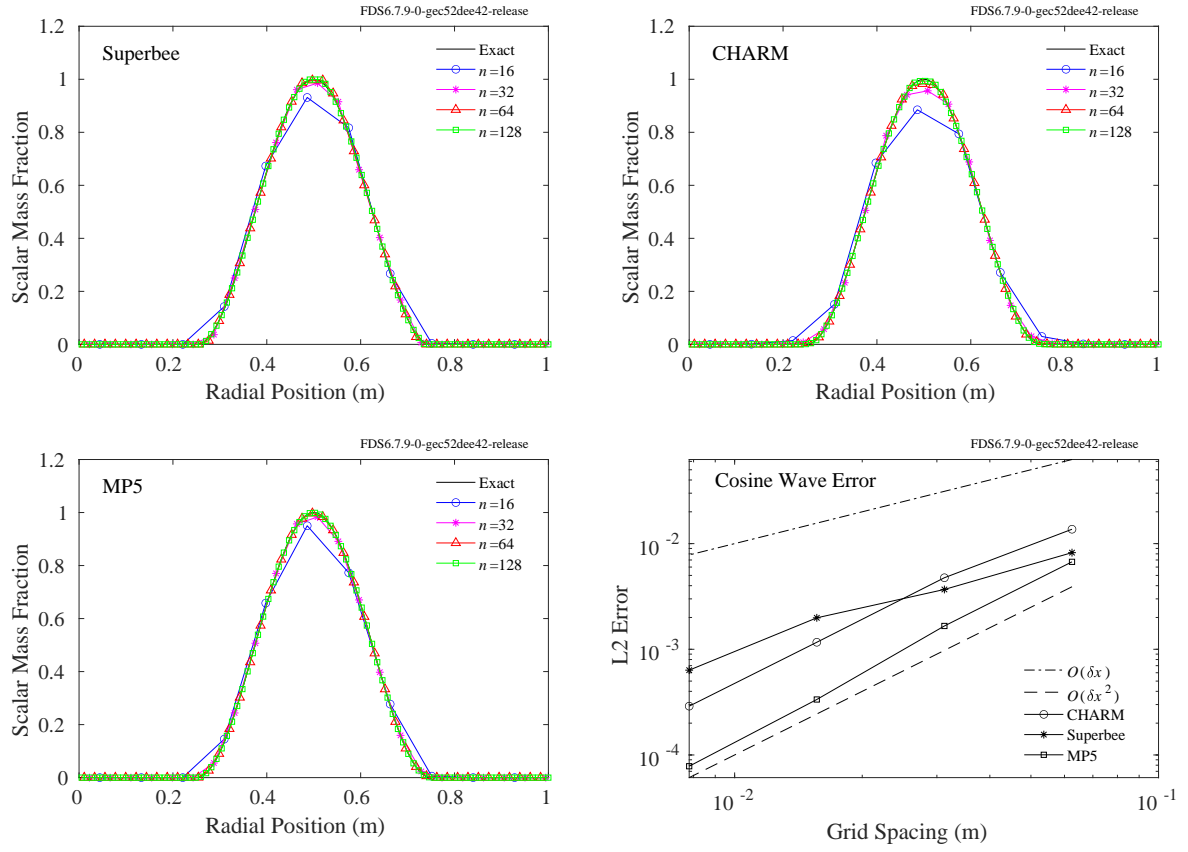 FDS6.7.9-0-gec52dee42-release
Superbee
Exact
n=16
n=32
n=64
n=128
Scalar Mass Fraction
1.2
1
0.8
0.6
0.4
0.2
0
0 0.2 0.4 0.6 0.8 1
Radial Position (m)
FDS6.7.9-0-gec52dee42-release
CHARM
Exact
n=16
n=32
n=64
n=128
Scalar Mass Fraction
1.2
1
0.8
0.6
0.4
0.2
0
0 0.2 0.4 0.6 0.8 1
Radial Position (m)
FDS6.7.9-0-gec52dee42-release
MP5
Exact
n=16
n=32
n=64
n=128
Scalar Mass Fraction
1.2
1
0.8
0.6
0.4
0.2
0
0 0.2 0.4 0.6 0.8 1
Radial Position (m)
FDS6.7.9-0-gec52dee42-release
Cosine Wave Error
L2 Error
10⁻²
10⁻³
10⁻⁴
O(δx)
O(δx²)
CHARM
Superbee
MP5
10⁻² 10⁻¹
Grid Spacing (m)